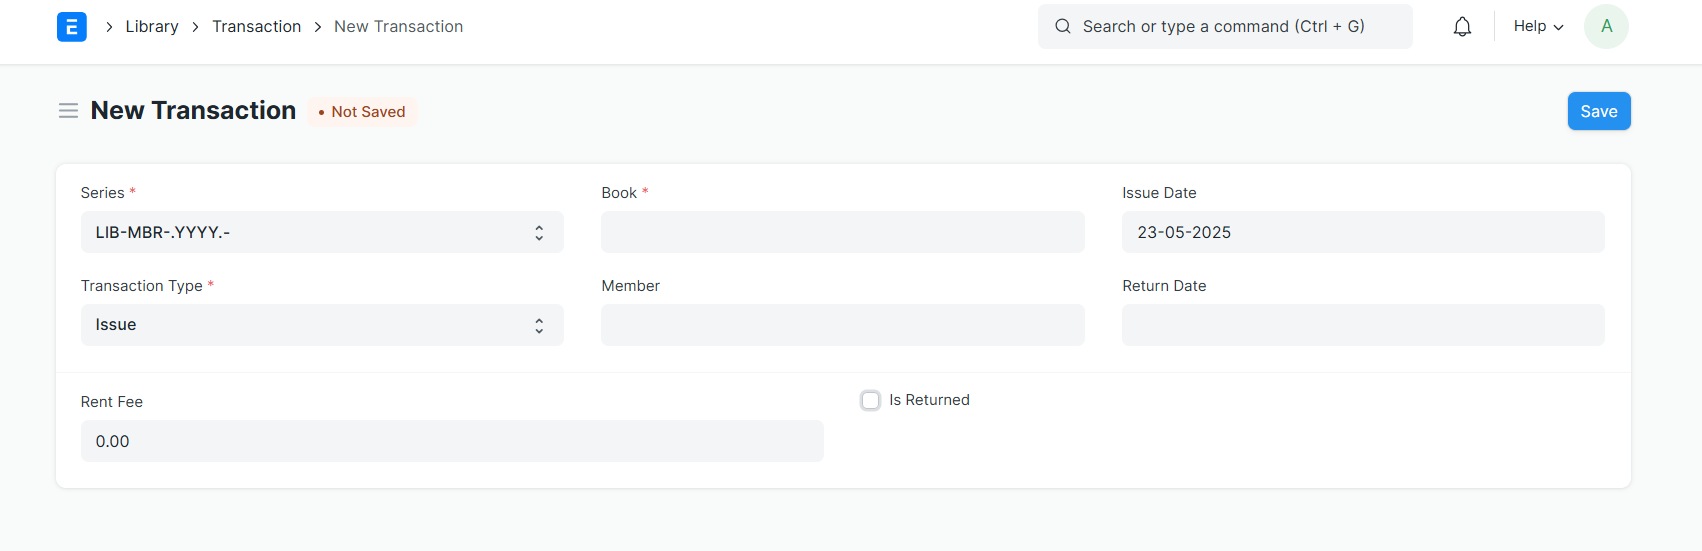 E Library Transaction New Transaction Search or type a command (Ctrl + G) Help A
New Transaction • Not Saved Save
Series * Book * Issue Date
LIB-MBR-.YYYY.- 23-05-2025
Transaction Type * Member Return Date
Issue
Rent Fee Is Returned
0.00